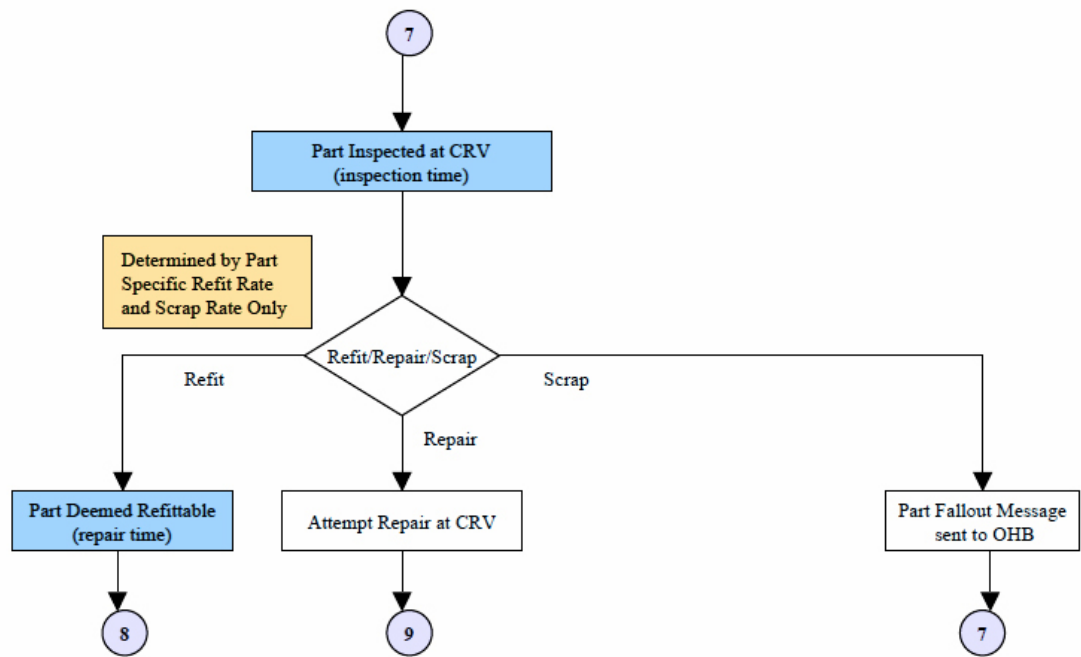 7
Part Inspected at CRV
(inspection time)
Determined by Part
Specific Refit Rate
and Scrap Rate Only
Refit/Repair/Scrap
Refit
Scrap
Repair
Part Deemed Refittable
(repair time)
Attempt Repair at CRV
Part Fallout Message
sent to OHB
8
9
7